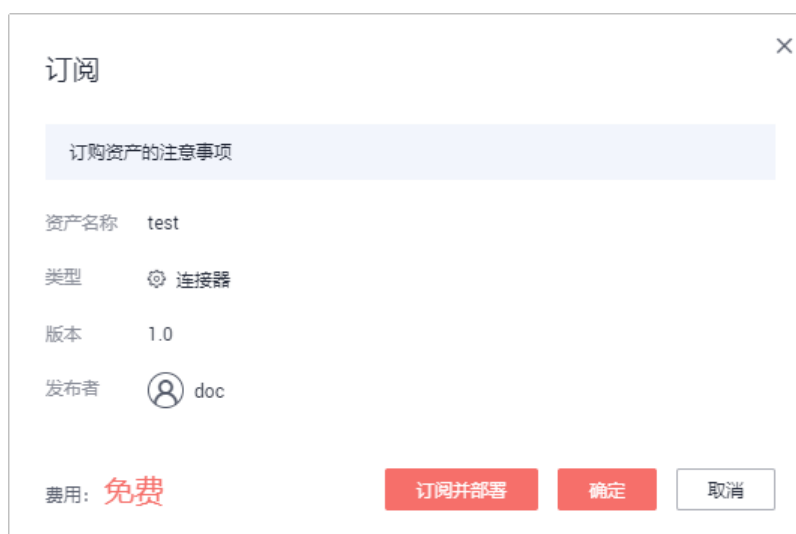 订阅
订购资产的注意事项
资产名称 test
类型 连接器
版本 1.0
发布者 doc
费用：免费 订阅并部署 确定 取消